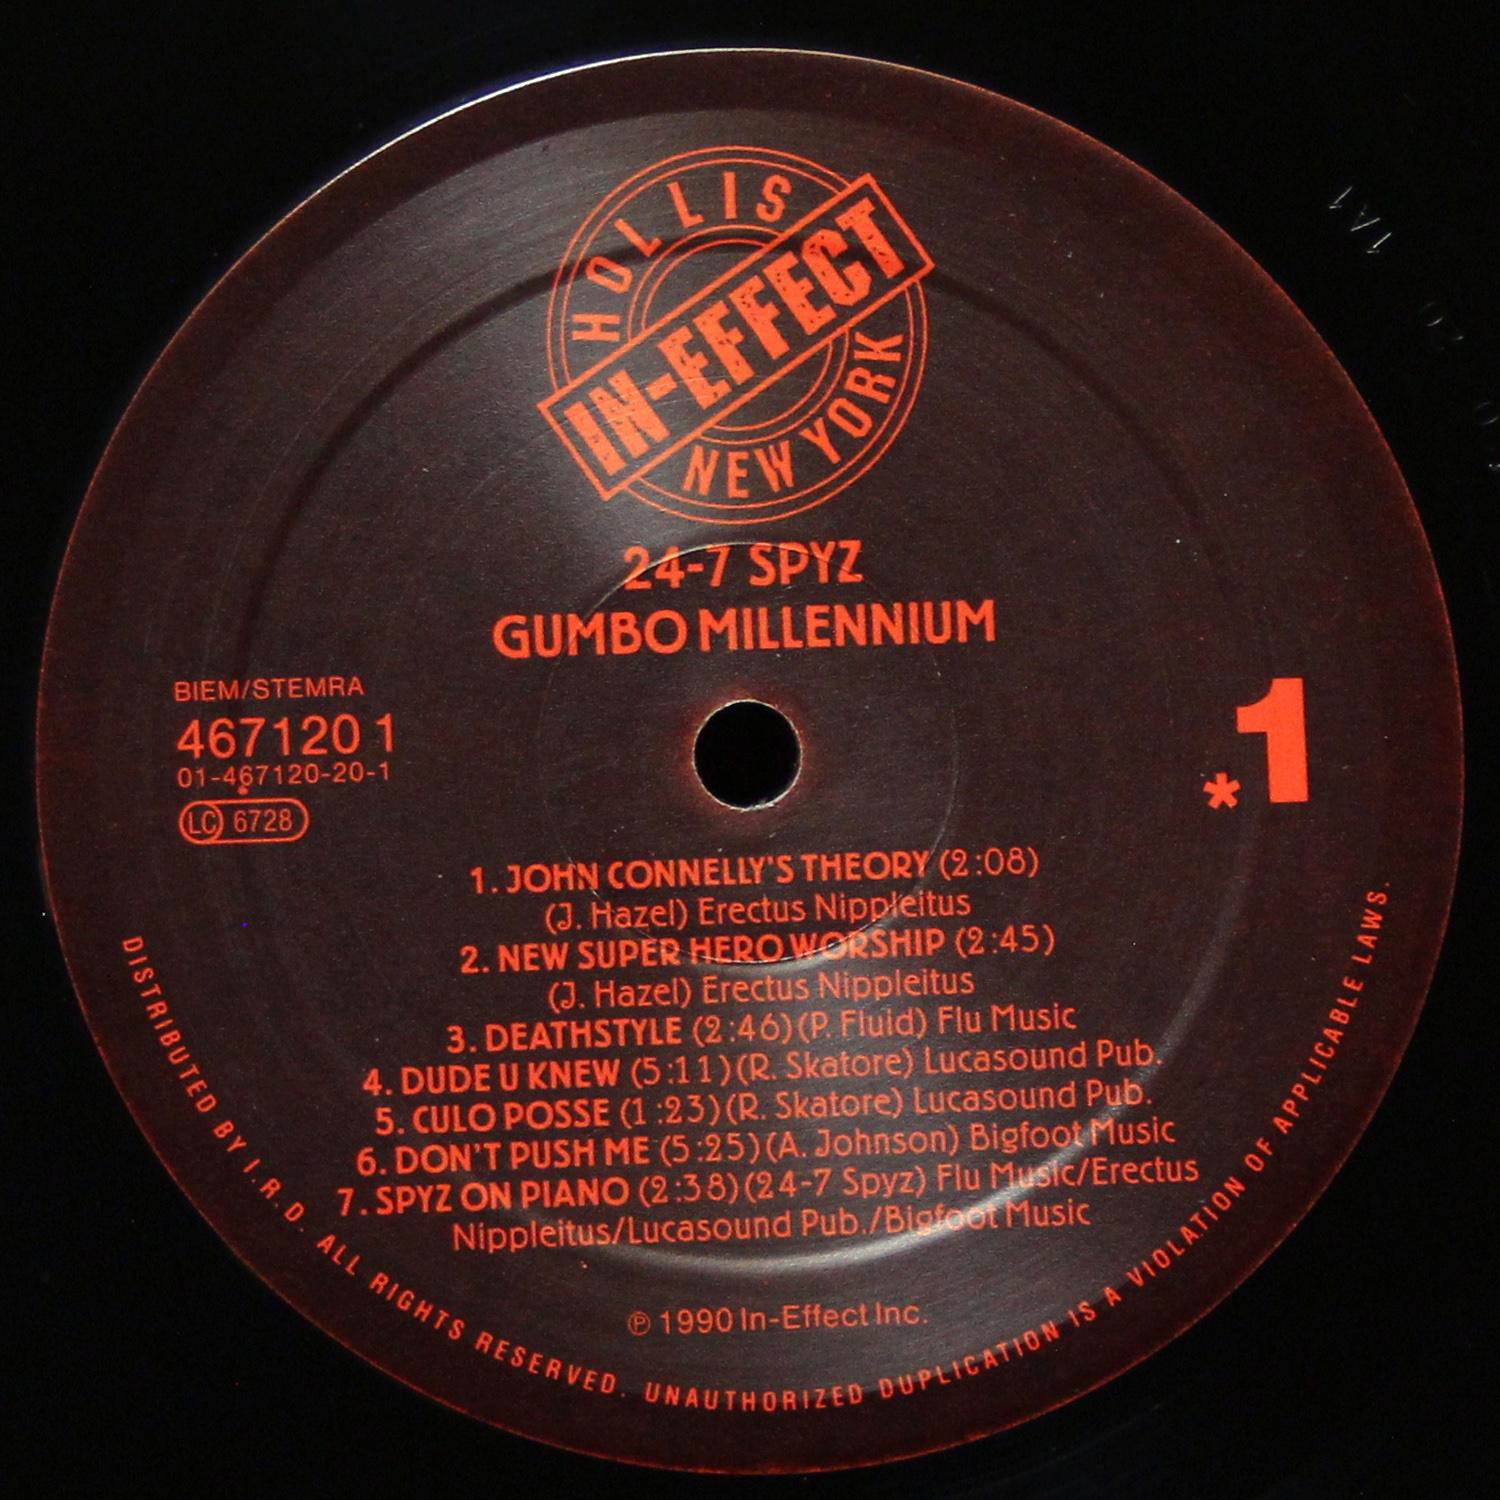 HOLLIS
IN-EFFECT
NEW YORK
24-7 SPYZ
GUMBO MILLENNIUM
BIEM/STEMRA
467120 1
01-467120-20-1
LC 6728
*1
1. JOHN CONNELLY'S THEORY (2:08)
(J. Hazel) Erectus Nippleitus
2. NEW SUPER HERO WORSHIP (2:45)
(J. Hazel) Erectus Nippleitus
3. DEATHSTYLE (2:46)(P. Fluid) Flu Music
4. DUDE U KNEW (5:11)(R. Skatore) Lucasound Pub.
5. CULO POSSE (1:23)(R. Skatore) Lucasound Pub.
6. DON'T PUSH ME (5:25)(A. Johnson) Bigfoot Music
7. SPYZ ON PIANO (2:38)(24-7 Spyz) Flu Music/Erectus
Nippleitus/Lucasound Pub./Bigfoot Music
℗ 1990 In-Effect Inc.
DISTRIBUTED BY I.R.D. ALL RIGHTS RESERVED. UNAUTHORIZED DUPLICATION IS A VIOLATION OF APPLICABLE LAWS.
1A1